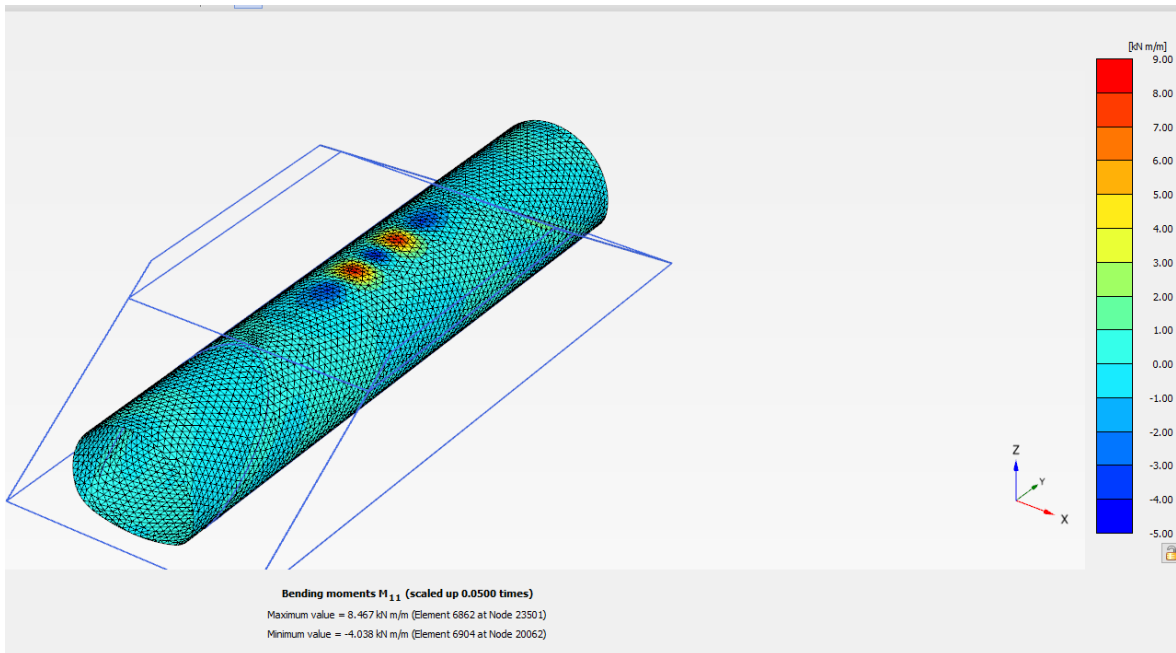 [kN m/m]
9.00
8.00
7.00
6.00
5.00
4.00
3.00
2.00
1.00
0.00
-1.00
-2.00
-3.00
-4.00
-5.00
Z
Y
X
Bending moments M11 (scaled up 0.0500 times)
Maximum value = 8.467 kN m/m (Element 6862 at Node 23501)
Minimum value = -4.038 kN m/m (Element 6904 at Node 20062)